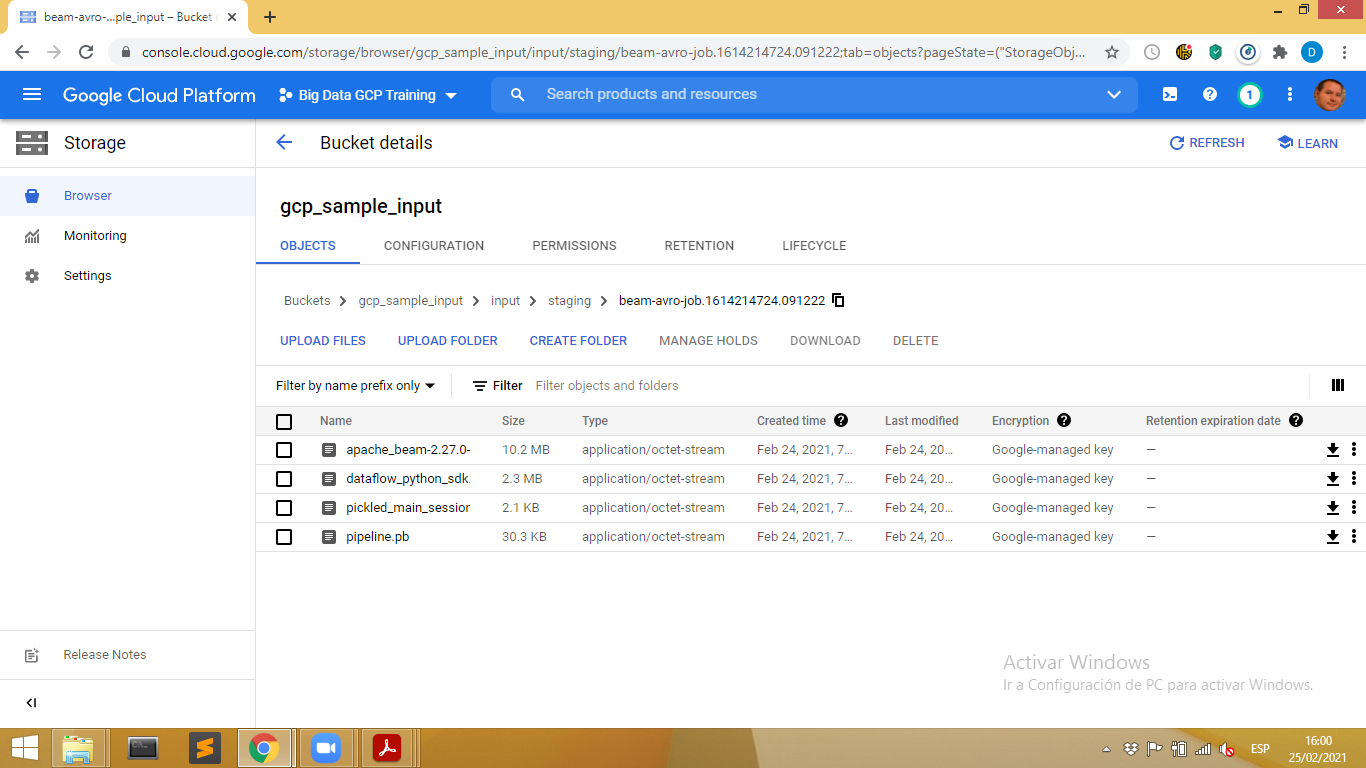 beam-avro-...ple_input – Bucket
console.cloud.google.com/storage/browser/gcp_sample_input/input/staging/beam-avro-job.1614214724.091222;tab=objects?pageState=("StorageObj...
D
Google Cloud Platform
Big Data GCP Training
Search products and resources
1
Storage
Bucket details
REFRESH
LEARN
Browser
Monitoring
Settings
gcp_sample_input
OBJECTS CONFIGURATION PERMISSIONS RETENTION LIFECYCLE
Buckets > gcp_sample_input > input > staging > beam-avro-job.1614214724.091222
UPLOAD FILES UPLOAD FOLDER CREATE FOLDER MANAGE HOLDS DOWNLOAD DELETE
Filter by name prefix only Filter Filter objects and folders
Name Size Type Created time Last modified Encryption Retention expiration date
apache_beam-2.27.0- 10.2 MB application/octet-stream Feb 24, 2021, 7... Feb 24, 20... Google-managed key —
dataflow_python_sdk. 2.3 MB application/octet-stream Feb 24, 2021, 7... Feb 24, 20... Google-managed key —
pickled_main_session 2.1 KB application/octet-stream Feb 24, 2021, 7... Feb 24, 20... Google-managed key —
pipeline.pb 30.3 KB application/octet-stream Feb 24, 2021, 7... Feb 24, 20... Google-managed key —
Release Notes
Activar Windows
Ir a Configuración de PC para activar Windows.
ESP
16:00
25/02/2021